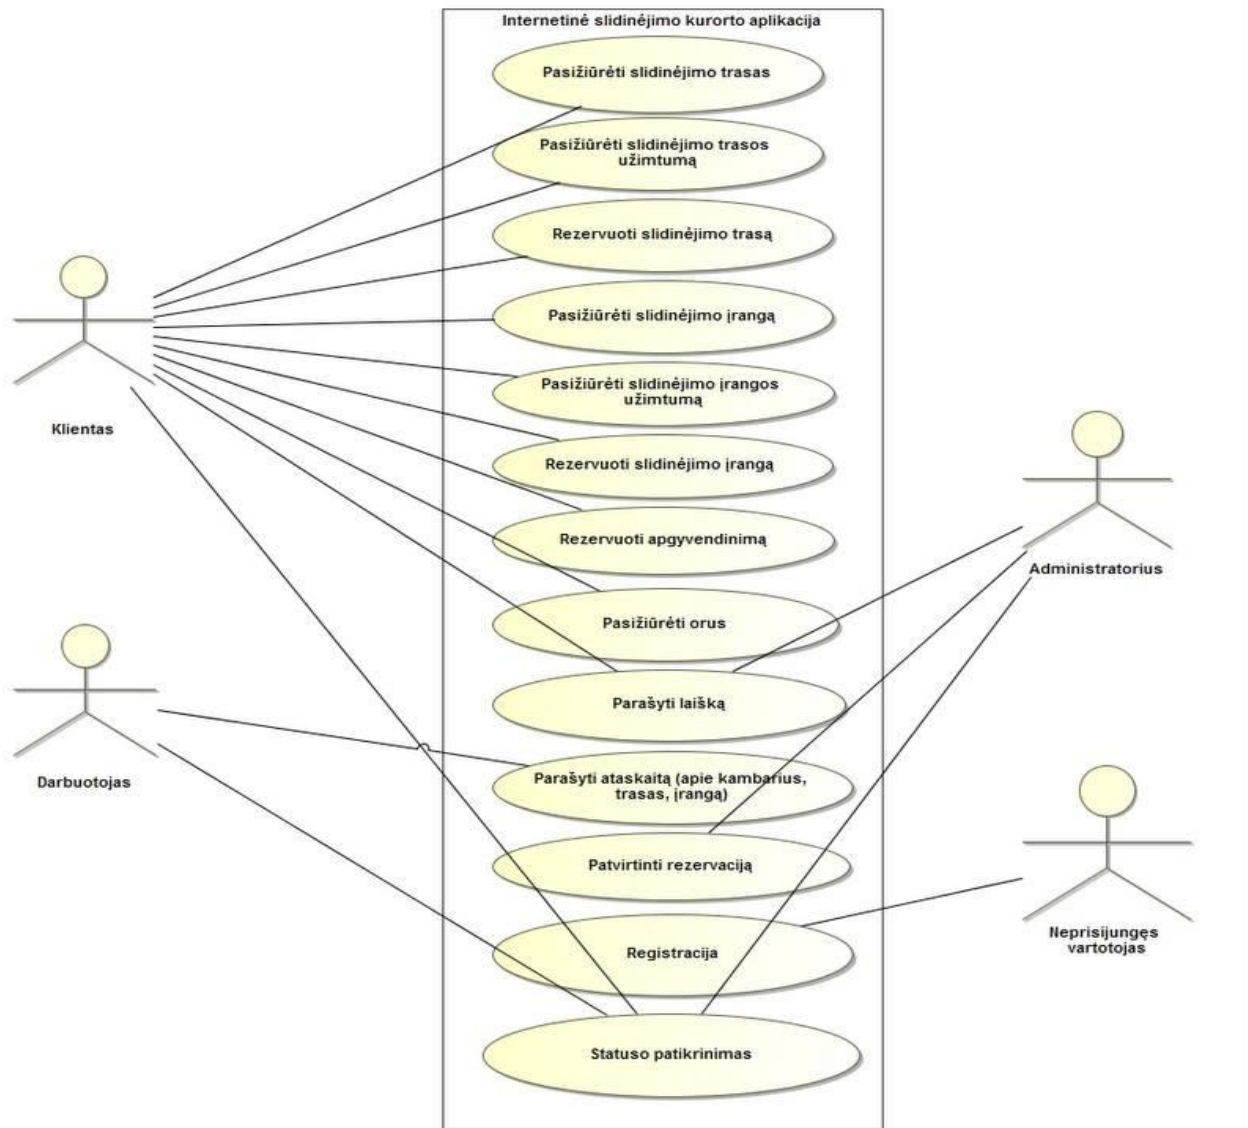 Internetinė slidinėjimo kurorto aplikacija
Pasižiūrėti slidinėjimo trasas
Pasižiūrėti slidinėjimo trasos
užimtumą
Rezervuoti slidinėjimo trasą
Pasižiūrėti slidinėjimo įrangą
Pasižiūrėti slidinėjimo įrangos
užimtumą
Klientas
Rezervuoti slidinėjimo įrangą
Rezervuoti apgyvendinimą
Administratorius
Pasižiūrėti orus
Parašyti laišką
Darbuotojas
Parašyti ataskaitą (apie kambarius,
trasas, įrangą)
Patvirtinti rezervaciją
Registracija
Neprisijungęs
vartotojas
Statuso patikrinimas